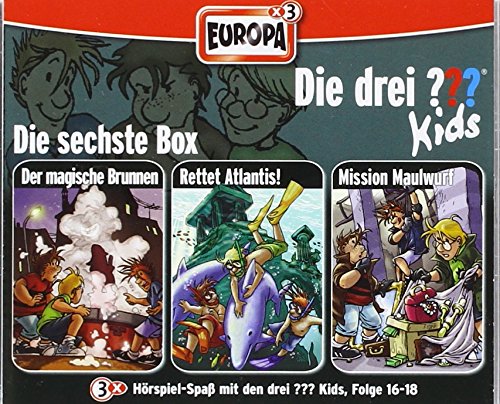 EUROPA x3
Die drei ???® Kids
Die sechste Box
Der magische Brunnen
Rettet Atlantis!
Mission Maulwurf
3x Hörspiel-Spaß mit den drei ??? Kids, Folge 16-18